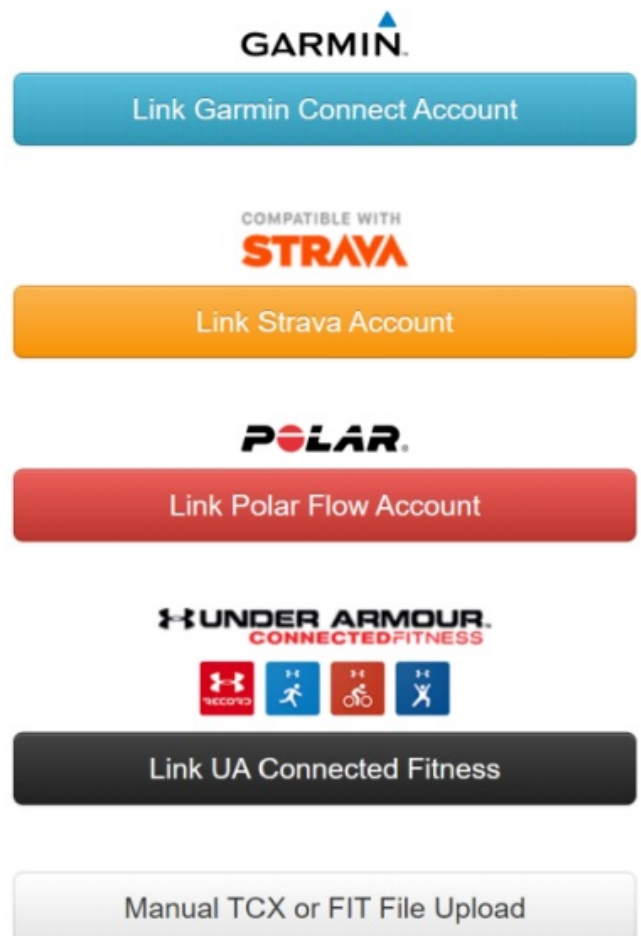 GARMIN.
Link Garmin Connect Account
COMPATIBLE WITH
STRAVA
Link Strava Account
POLAR®
Link Polar Flow Account
UNDER ARMOUR.
CONNECTEDFITNESS
RECORD
Link UA Connected Fitness
Manual TCX or FIT File Upload